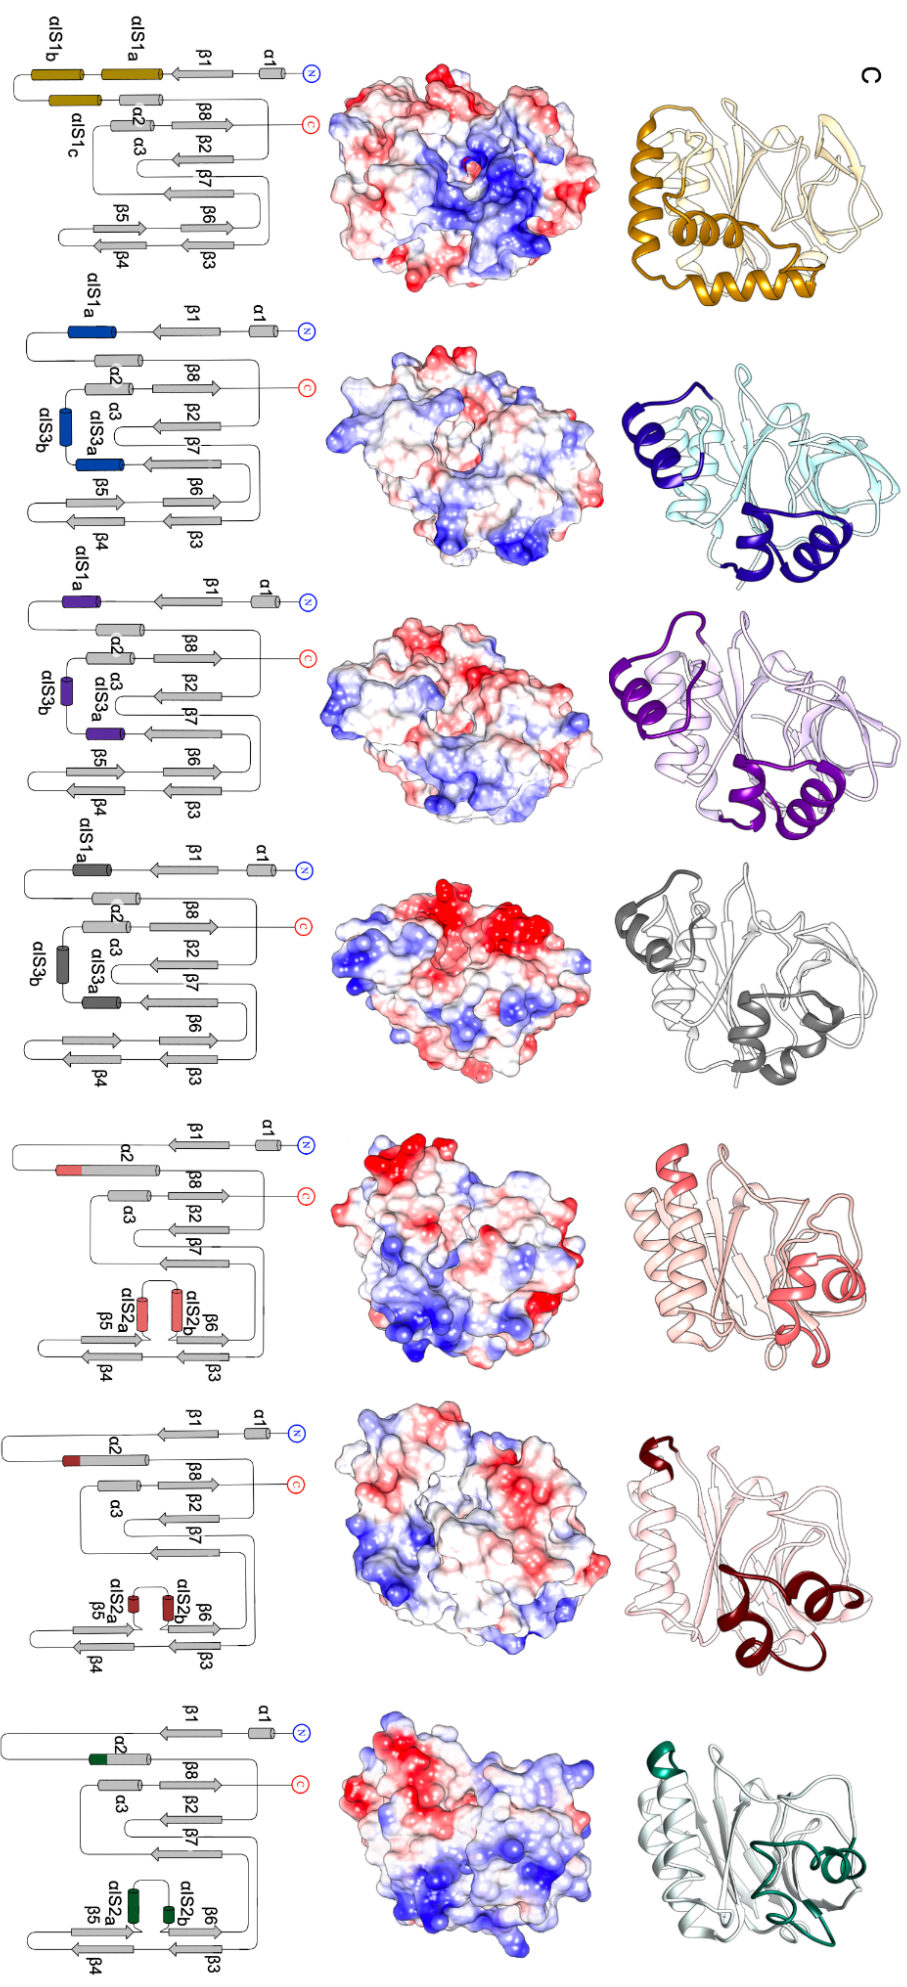 C
N
C
α1
β1
αIS1a
αIS1b
αIS1c
α2
α3
β8
β2
β7
β5
β6
β4
β3
N
C
α1
β1
αIS1a
α2
α3
β8
β2
β7
αIS3a
αIS3b
β5
β6
β4
β3
N
C
α1
β1
αIS1a
α2
α3
β8
β2
β7
αIS3a
αIS3b
β5
β6
β4
β3
N
C
α1
β1
αIS1a
α2
α3
β8
β2
β7
αIS3a
αIS3b
β6
β4
β3
N
C
α1
β1
α2
α3
β8
β2
β7
αIS2a
αIS2b
β5
β6
β4
β3
N
C
α1
β1
α2
α3
β8
β2
β7
αIS2a
αIS2b
β5
β6
β4
β3
N
C
α1
β1
α2
α3
β8
β2
β7
αIS2a
αIS2b
β5
β6
β4
β3